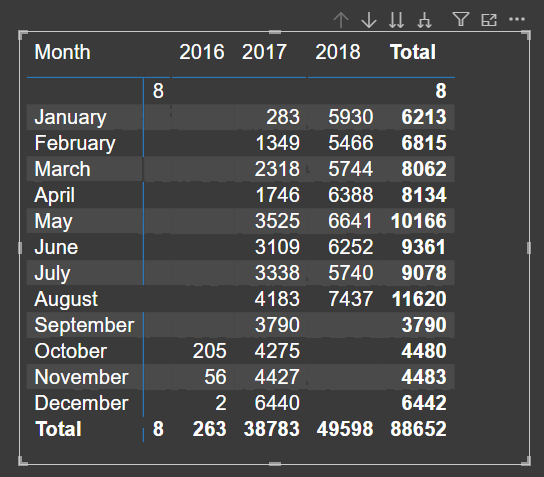 Month 2016 2017 2018 Total
8 8
January 283 5930 6213
February 1349 5466 6815
March 2318 5744 8062
April 1746 6388 8134
May 3525 6641 10166
June 3109 6252 9361
July 3338 5740 9078
August 4183 7437 11620
September 3790 3790
October 205 4275 4480
November 56 4427 4483
December 2 6440 6442
Total 8 263 38783 49598 88652